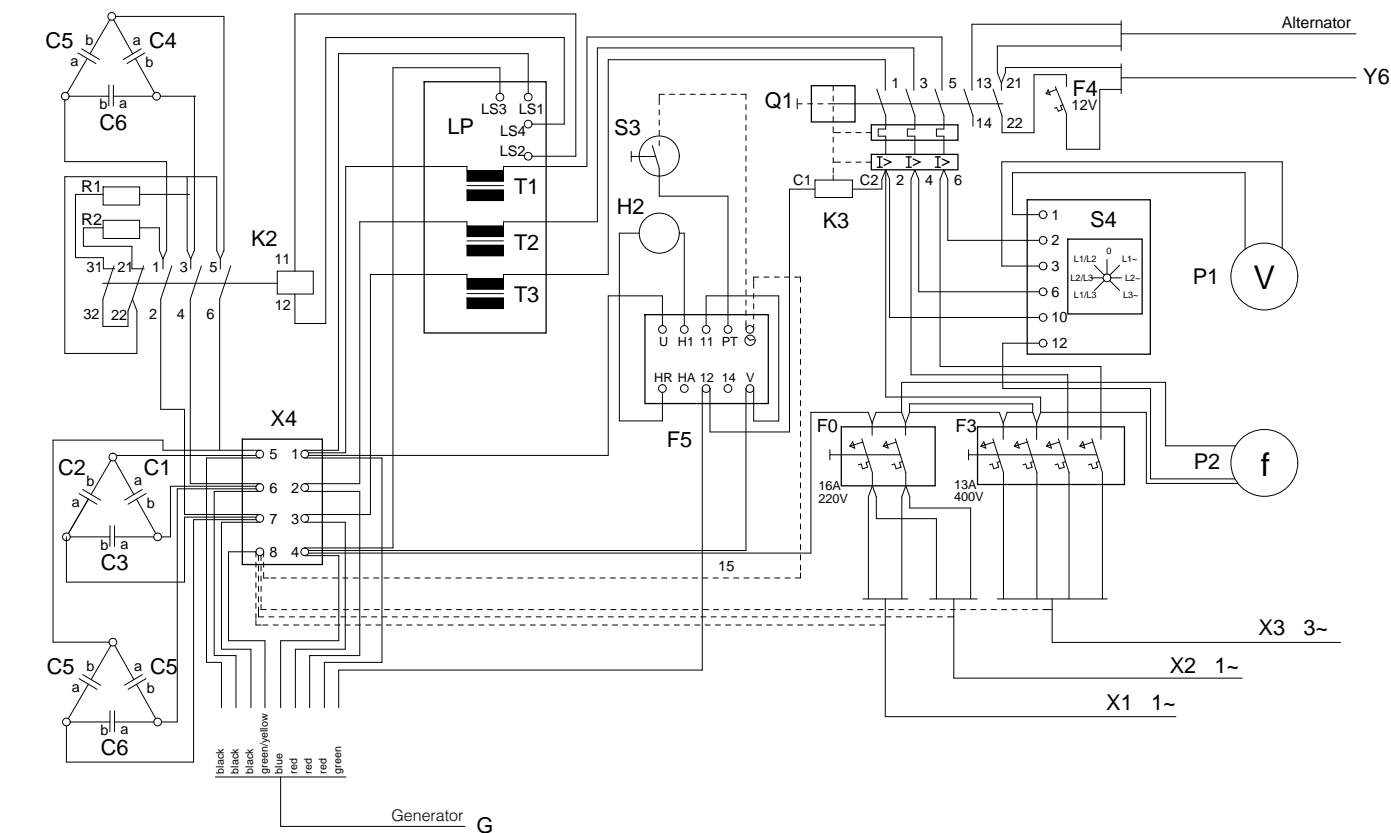 Alternator
C5 b a C4
a b
b a
C6
Y6
F4
12V
1 3 5 13 21
Q1
14 22
LS3 LS1
LP LS4
LS2
S3
T1
T2
T3
H2
I> I> I>
C1 C2 2 4 6
K3
R1
R2
K2
31 21 1 3 5
11
12
32 22 2 4 6
1
2
3
6
10
12
S4
0
L1/L2 L1~
L2/L3 L2~
L1/L3 L3~
P1 V
U H1 11 PT
HR HA 12 14 V
F5
X4
5 1
6 2
7 3
8 4
C2 b a C1
a b
b a
C3
F0
16A
220V
F3
13A
400V
P2 f
15
C5 b a C5
a b
b a
C6
X3 3~
X2 1~
X1 1~
black
black
black
green/yellow
blue
red
red
red
green
Generator G